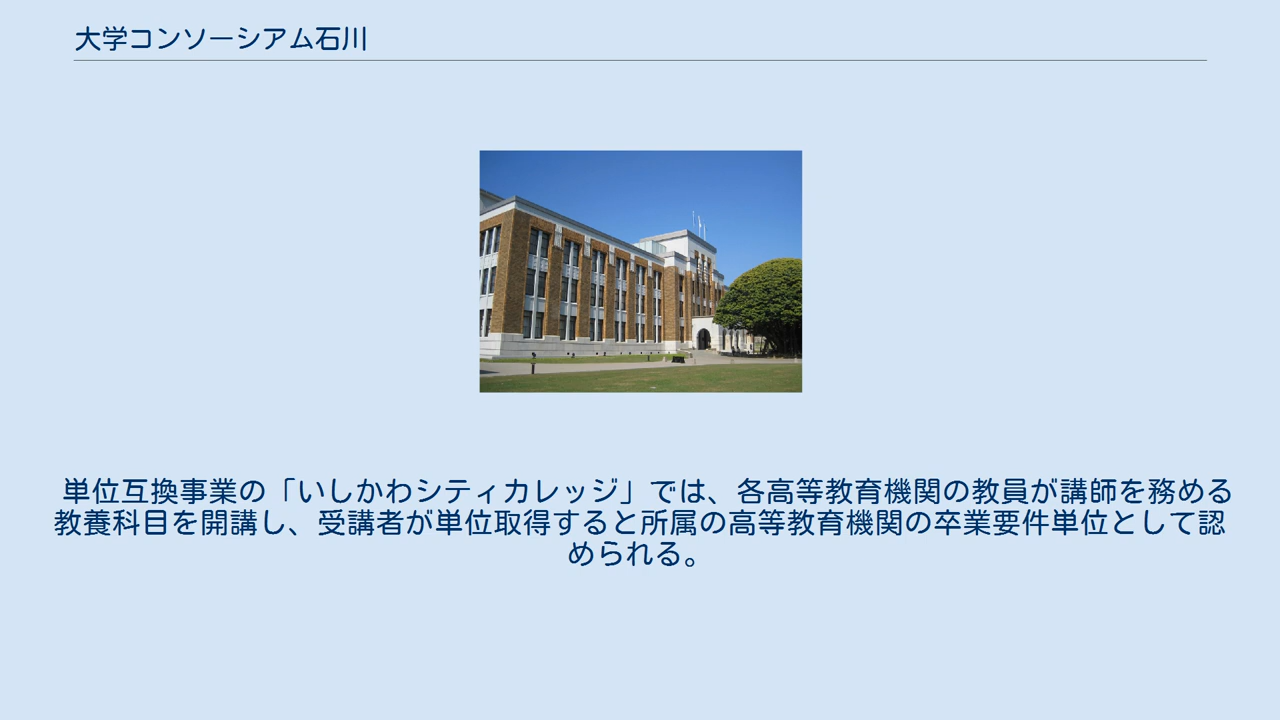 大学コンソーシアム石川
単位互換事業の「いしかわシティカレッジ」では、各高等教育機関の教員が講師を務める
教養科目を開講し、受講者が単位取得すると所属の高等教育機関の卒業要件単位として認
められる。